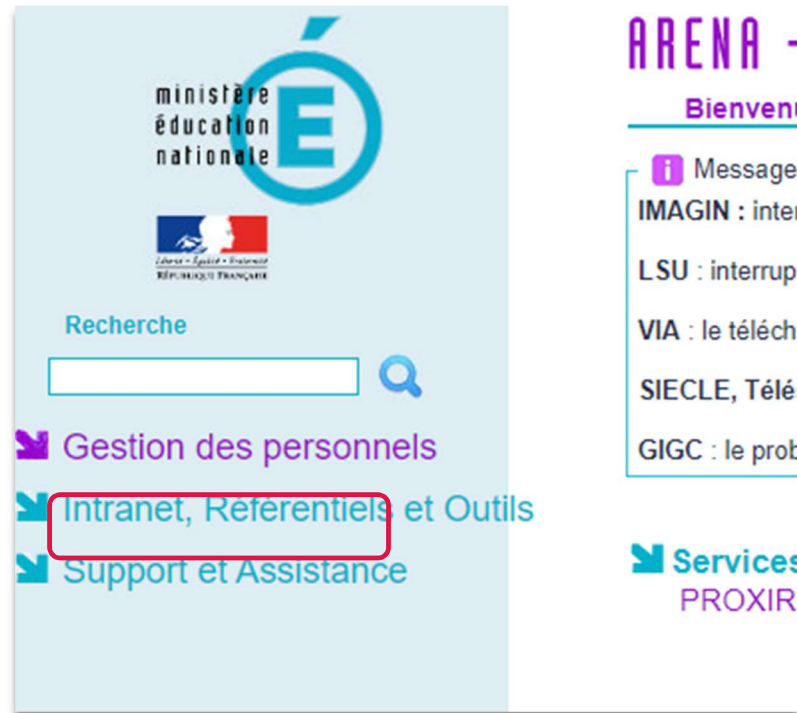 ministère
éducation
nationale
É
Liberté • Égalité • Fraternité
RÉPUBLIQUE FRANÇAISE
Recherche
Gestion des personnels
Intranet, Référentiels et Outils
Support et Assistance
ARENA -
Bienvenu
i Message
IMAGIN : inter
LSU : interrup
VIA : le téléch
SIECLE, Télé
GIGC : le prob
Services
PROXIR